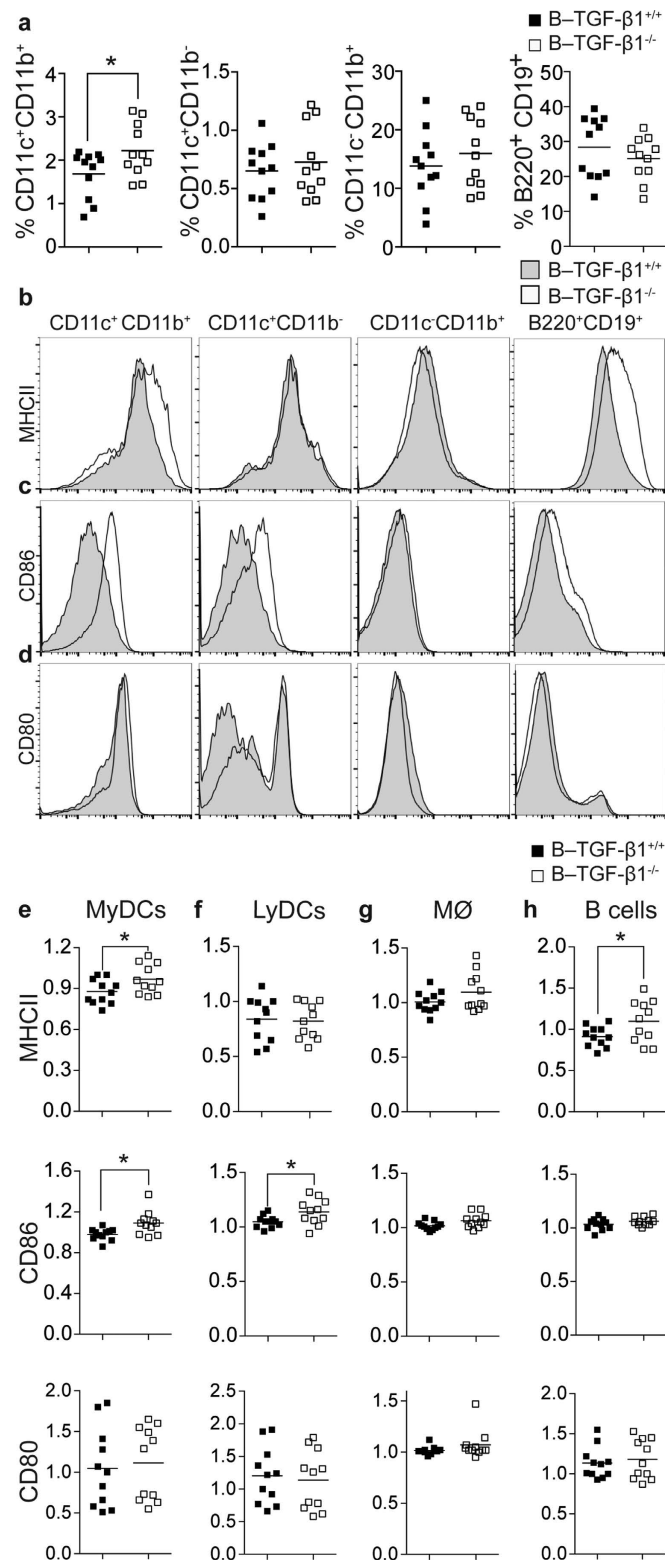 a
■ B–TGF-β1+/+
□ B–TGF-β1-/-
% CD11c+CD11b+
4
3
2
1
0
*
% CD11c+CD11b-
1.5
1.0
0.5
0.0
% CD11c- CD11b+
30
20
10
0
% B220+ CD19+
50
40
30
20
10
0
B–TGF-β1+/+
B–TGF-β1-/-
b
CD11c+ CD11b+
CD11c+CD11b-
CD11c-CD11b+
B220+CD19+
MHCII
c
CD86
d
CD80
■ B–TGF-β1+/+
□ B–TGF-β1-/-
e MyDCs
f LyDCs
g MØ
h B cells
MHCII
1.2
0.9
0.6
0.3
0.0
*
1.5
1.0
0.5
0.0
1.5
1.0
0.5
0.0
2.0
1.5
1.0
0.5
0.0
*
CD86
1.6
1.2
0.8
0.4
0.0
*
1.5
1.0
0.5
0.0
*
1.5
1.0
0.5
0.0
1.5
1.0
0.5
0.0
CD80
2.0
1.5
1.0
0.5
0.0
2.5
2.0
1.5
1.0
0.5
0.0
1.5
1.0
0.5
0.0
2.0
1.5
1.0
0.5
0.0